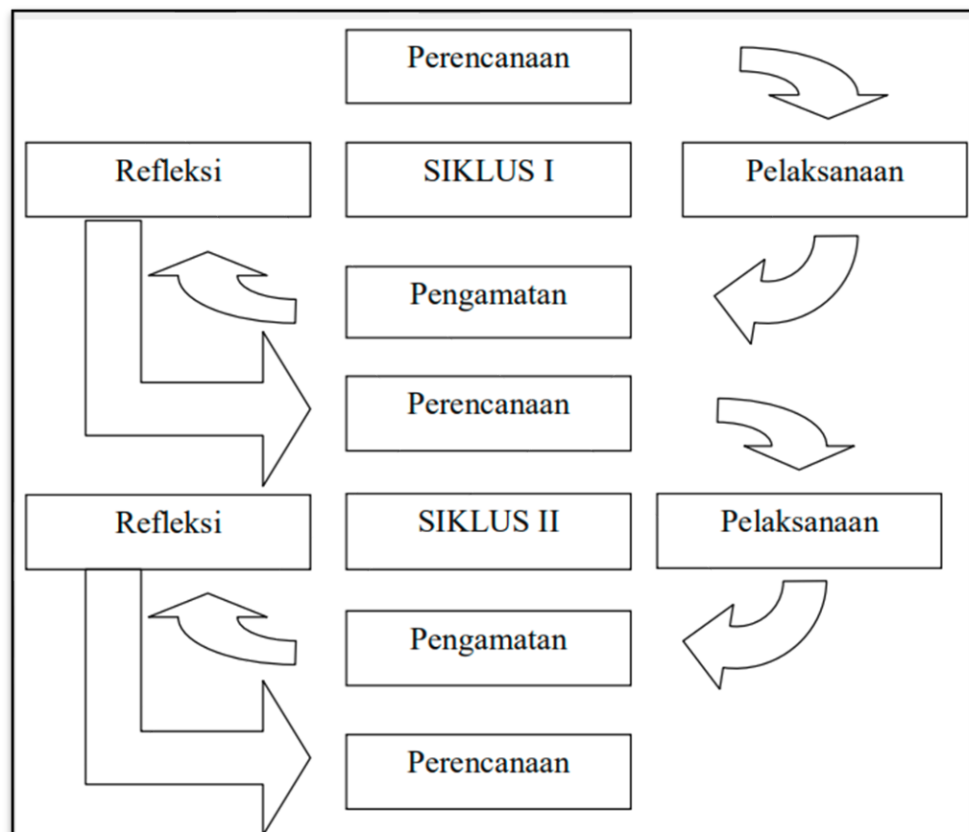 Perencanaan
Refleksi
SIKLUS I
Pelaksanaan
Pengamatan
Perencanaan
Refleksi
SIKLUS II
Pelaksanaan
Pengamatan
Perencanaan